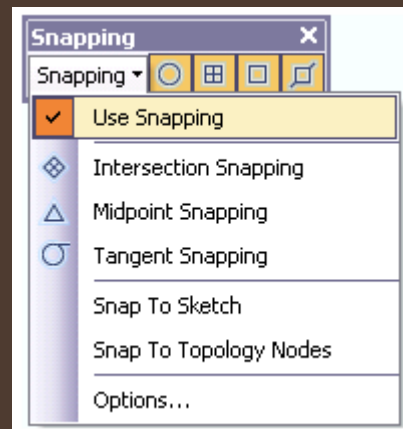 Snapping
Snapping
Use Snapping
Intersection Snapping
Midpoint Snapping
Tangent Snapping
Snap To Sketch
Snap To Topology Nodes
Options...